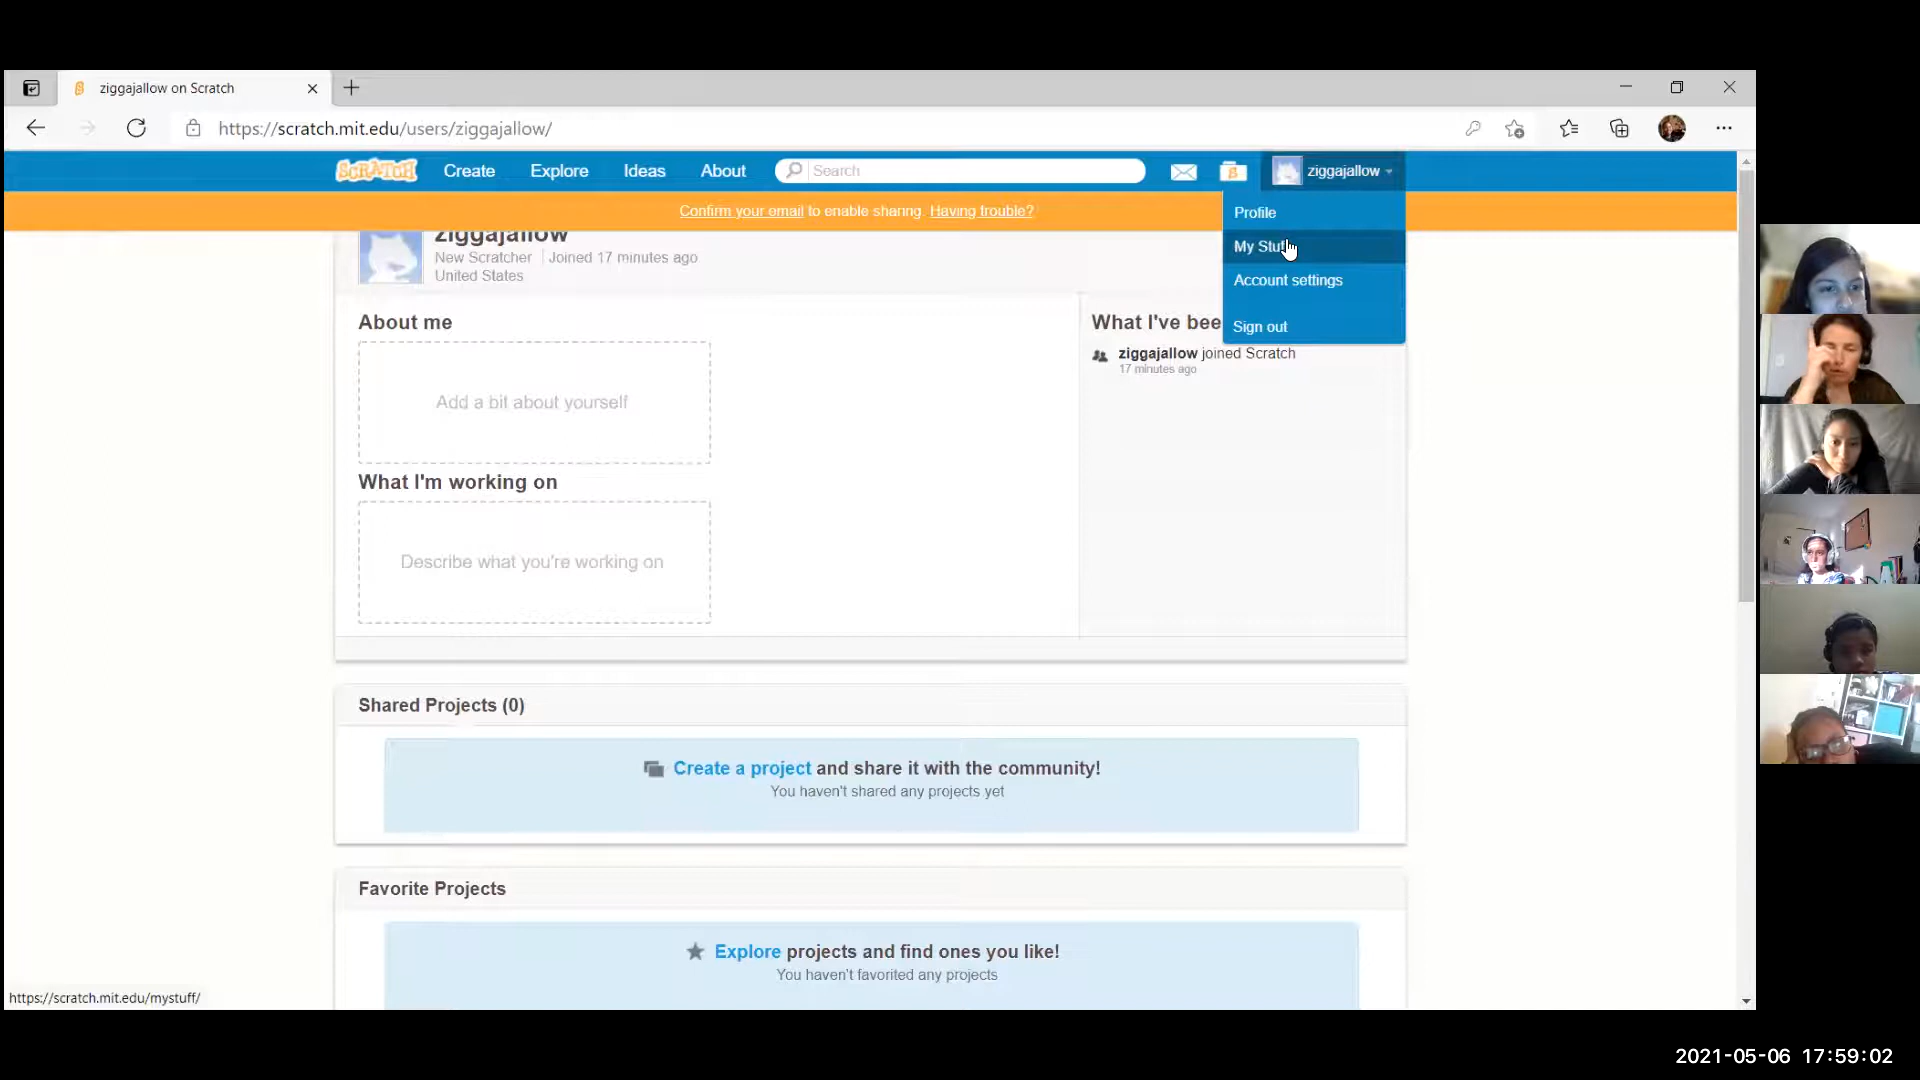 ziggajallow on Scratch
https://scratch.mit.edu/users/ziggajallow/
SCRATCH Create Explore Ideas About Search ziggajallow
Confirm your email to enable sharing. Having trouble?
Profile
My Stuff
Account settings
Sign out
ziggajallow
New Scratcher Joined 17 minutes ago
United States
About me
Add a bit about yourself
What I'm working on
Describe what you're working on
What I've bee
ziggajallow joined Scratch
17 minutes ago
Shared Projects (0)
Create a project and share it with the community!
You haven't shared any projects yet
Favorite Projects
Explore projects and find ones you like!
You haven't favorited any projects
https://scratch.mit.edu/mystuff/
2021-05-06 17:59:02